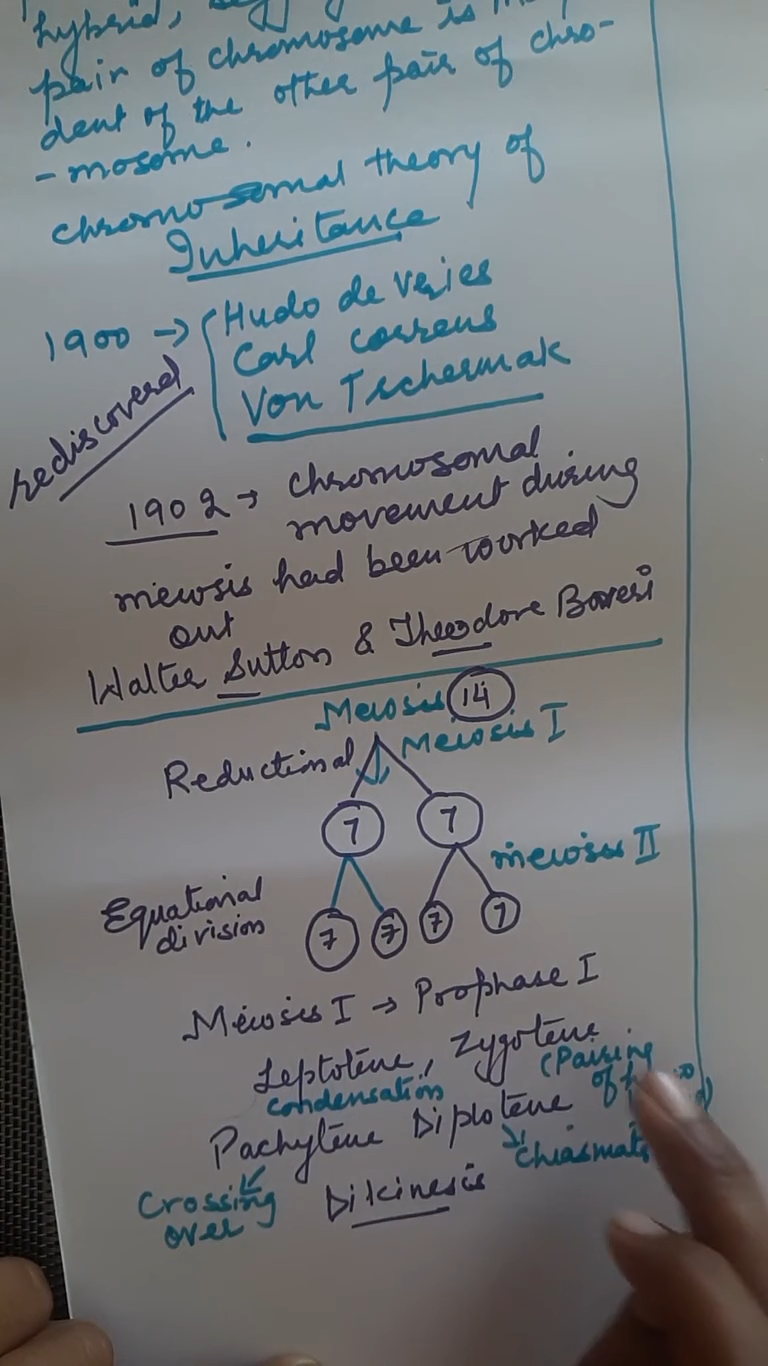 hybrid,
pair of chromosome is
dent of the other pair of chro-
- mosome.
chromosomal theory of
Inheritance
1900 → Hudo de Veries
Carl Correns
Von Tschermak
rediscovered
1902 → chromosomal
movement during
meiosis had been worked
out
Walter Sutton & Theodore Boveri
Meiosis 14
Reductional Meiosis I
7 7
meiosis II
Equational
division
7 7 7 7
Meiosis I → Prophase I
Leptotene, Zygotene
condensation (Pairing
of
Pachytene Diplotene
Chiasmata
Crossing
over
Dikinesis